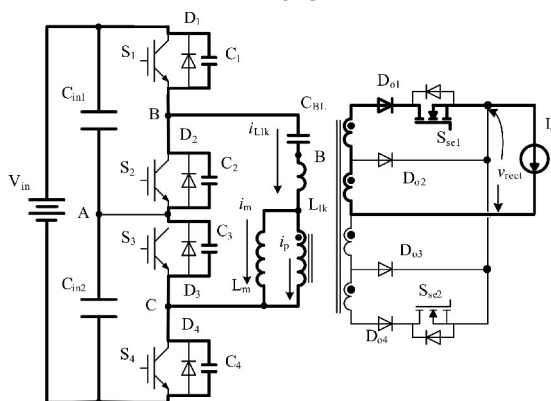 D1
S1
C1
Cin1
B
CBL
D2
iLlk
B
S2
C2
Vin
A
im
Llk
S3
C3
ip
Cin2
D3
Lm
C
D4
S4
C4
Do1
Sse1
I
Do2
vrect
Do3
Sse2
Do4